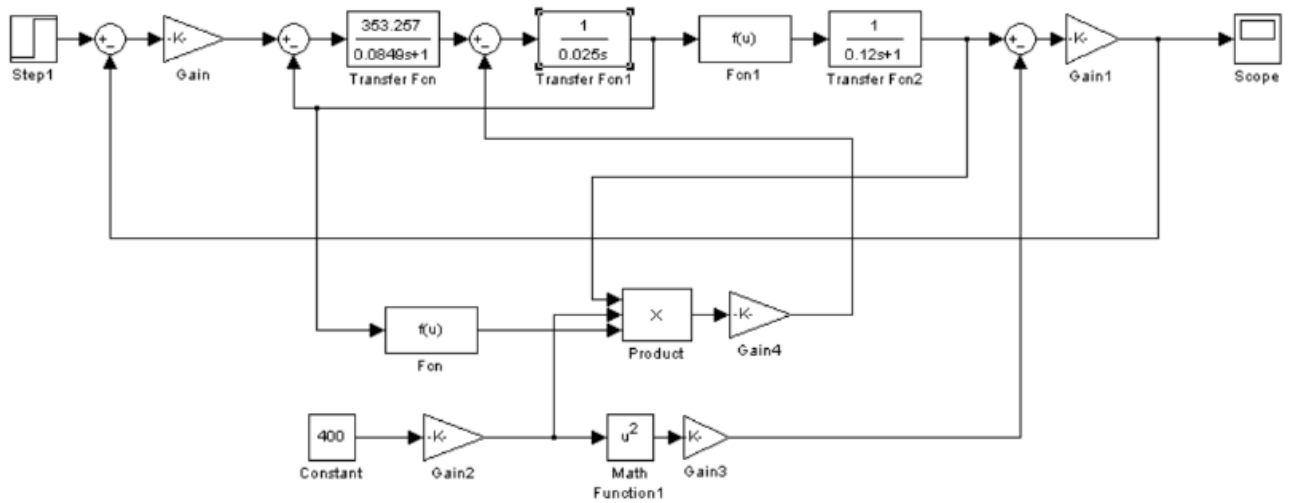 Step1
+
-
-K-
Gain
+
-
353.257
0.0849s+1
Transfer Fcn
+
-
1
0.025s
Transfer Fcn1
f(u)
Fcn1
1
0.12s+1
Transfer Fcn2
+
-
-K-
Gain1
Scope
f(u)
Fcn
X
Product
-K-
Gain4
400
Constant
-K-
Gain2
u2
Math
Function1
K-
Gain3